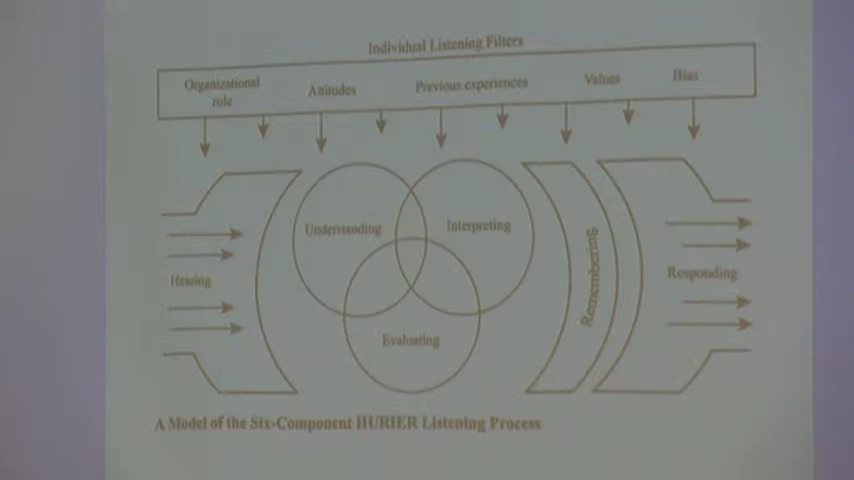 Individual Listening Filters
Organizational
role
Attitudes
Previous experiences
Values
Bias
Understanding
Interpreting
Hearing
Remembering
Responding
Evaluating
A Model of the Six-Component HURIER Listening Process